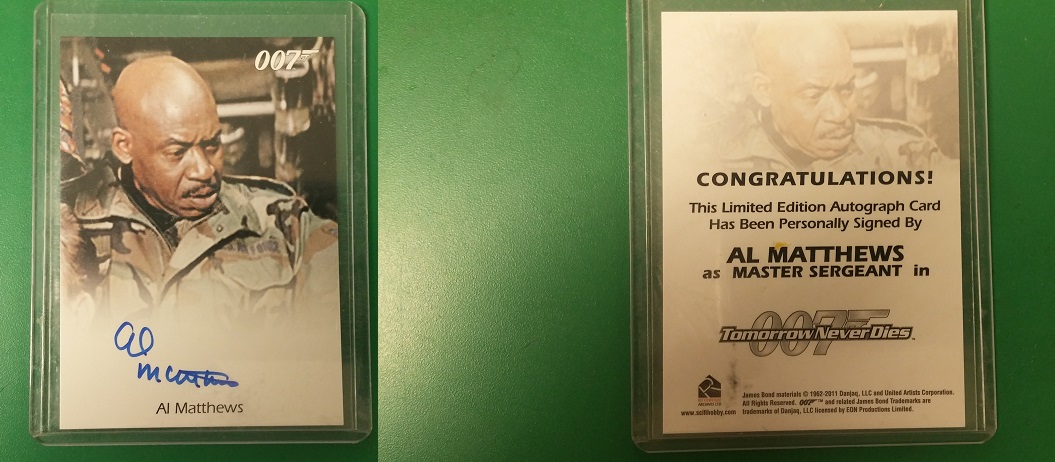 007
Al
Matthews
Al Matthews
CONGRATULATIONS!
This Limited Edition Autograph Card
Has Been Personally Signed By
AL MATTHEWS
as MASTER SERGEANT in
007
Tomorrow Never Dies
James Bond materials © 1962-2011 Danjaq, LLC and United Artists Corporation.
All Rights Reserved. 007™ and related James Bond Trademarks are
www.scifihobby.com trademarks of Danjaq, LLC licensed by EON Productions Limited.